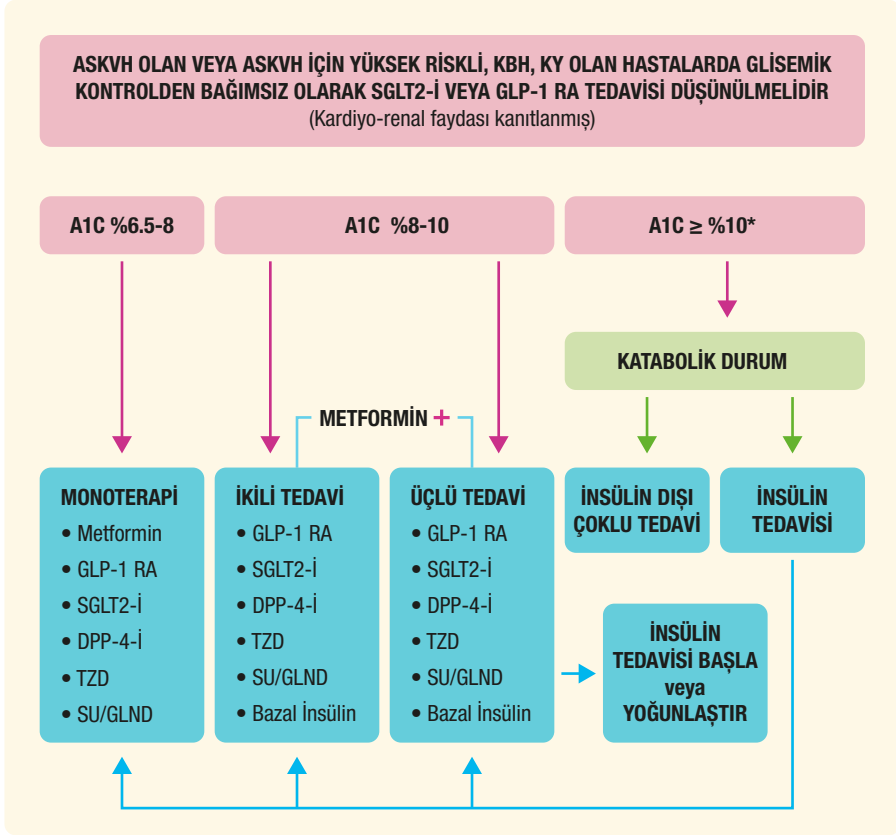 ASKVH OLAN VEYA ASKVH İÇİN YÜKSEK RİSKLİ, KBH, KY OLAN HASTALARDA GLİSEMİK
KONTROLDEN BAĞIMSIZ OLARAK SGLT2-İ VEYA GLP-1 RA TEDAVİSİ DÜŞÜNÜLMELİDİR
(Kardiyo-renal faydası kanıtlanmış)
A1C %6.5-8
A1C %8-10
A1C ≥ %10*
KATABOLİK DURUM
METFORMİN +
MONOTERAPİ
• Metformin
• GLP-1 RA
• SGLT2-İ
• DPP-4-İ
• TZD
• SU/GLND
İKİLİ TEDAVİ
• GLP-1 RA
• SGLT2-İ
• DPP-4-İ
• TZD
• SU/GLND
• Bazal İnsülin
ÜÇLÜ TEDAVİ
• GLP-1 RA
• SGLT2-İ
• DPP-4-İ
• TZD
• SU/GLND
• Bazal İnsülin
İNSÜLİN DIŞI
ÇOKLU TEDAVİ
İNSÜLİN
TEDAVİSİ
İNSÜLİN
TEDAVİSİ BAŞLA
veya
YOĞUNLAŞTIR